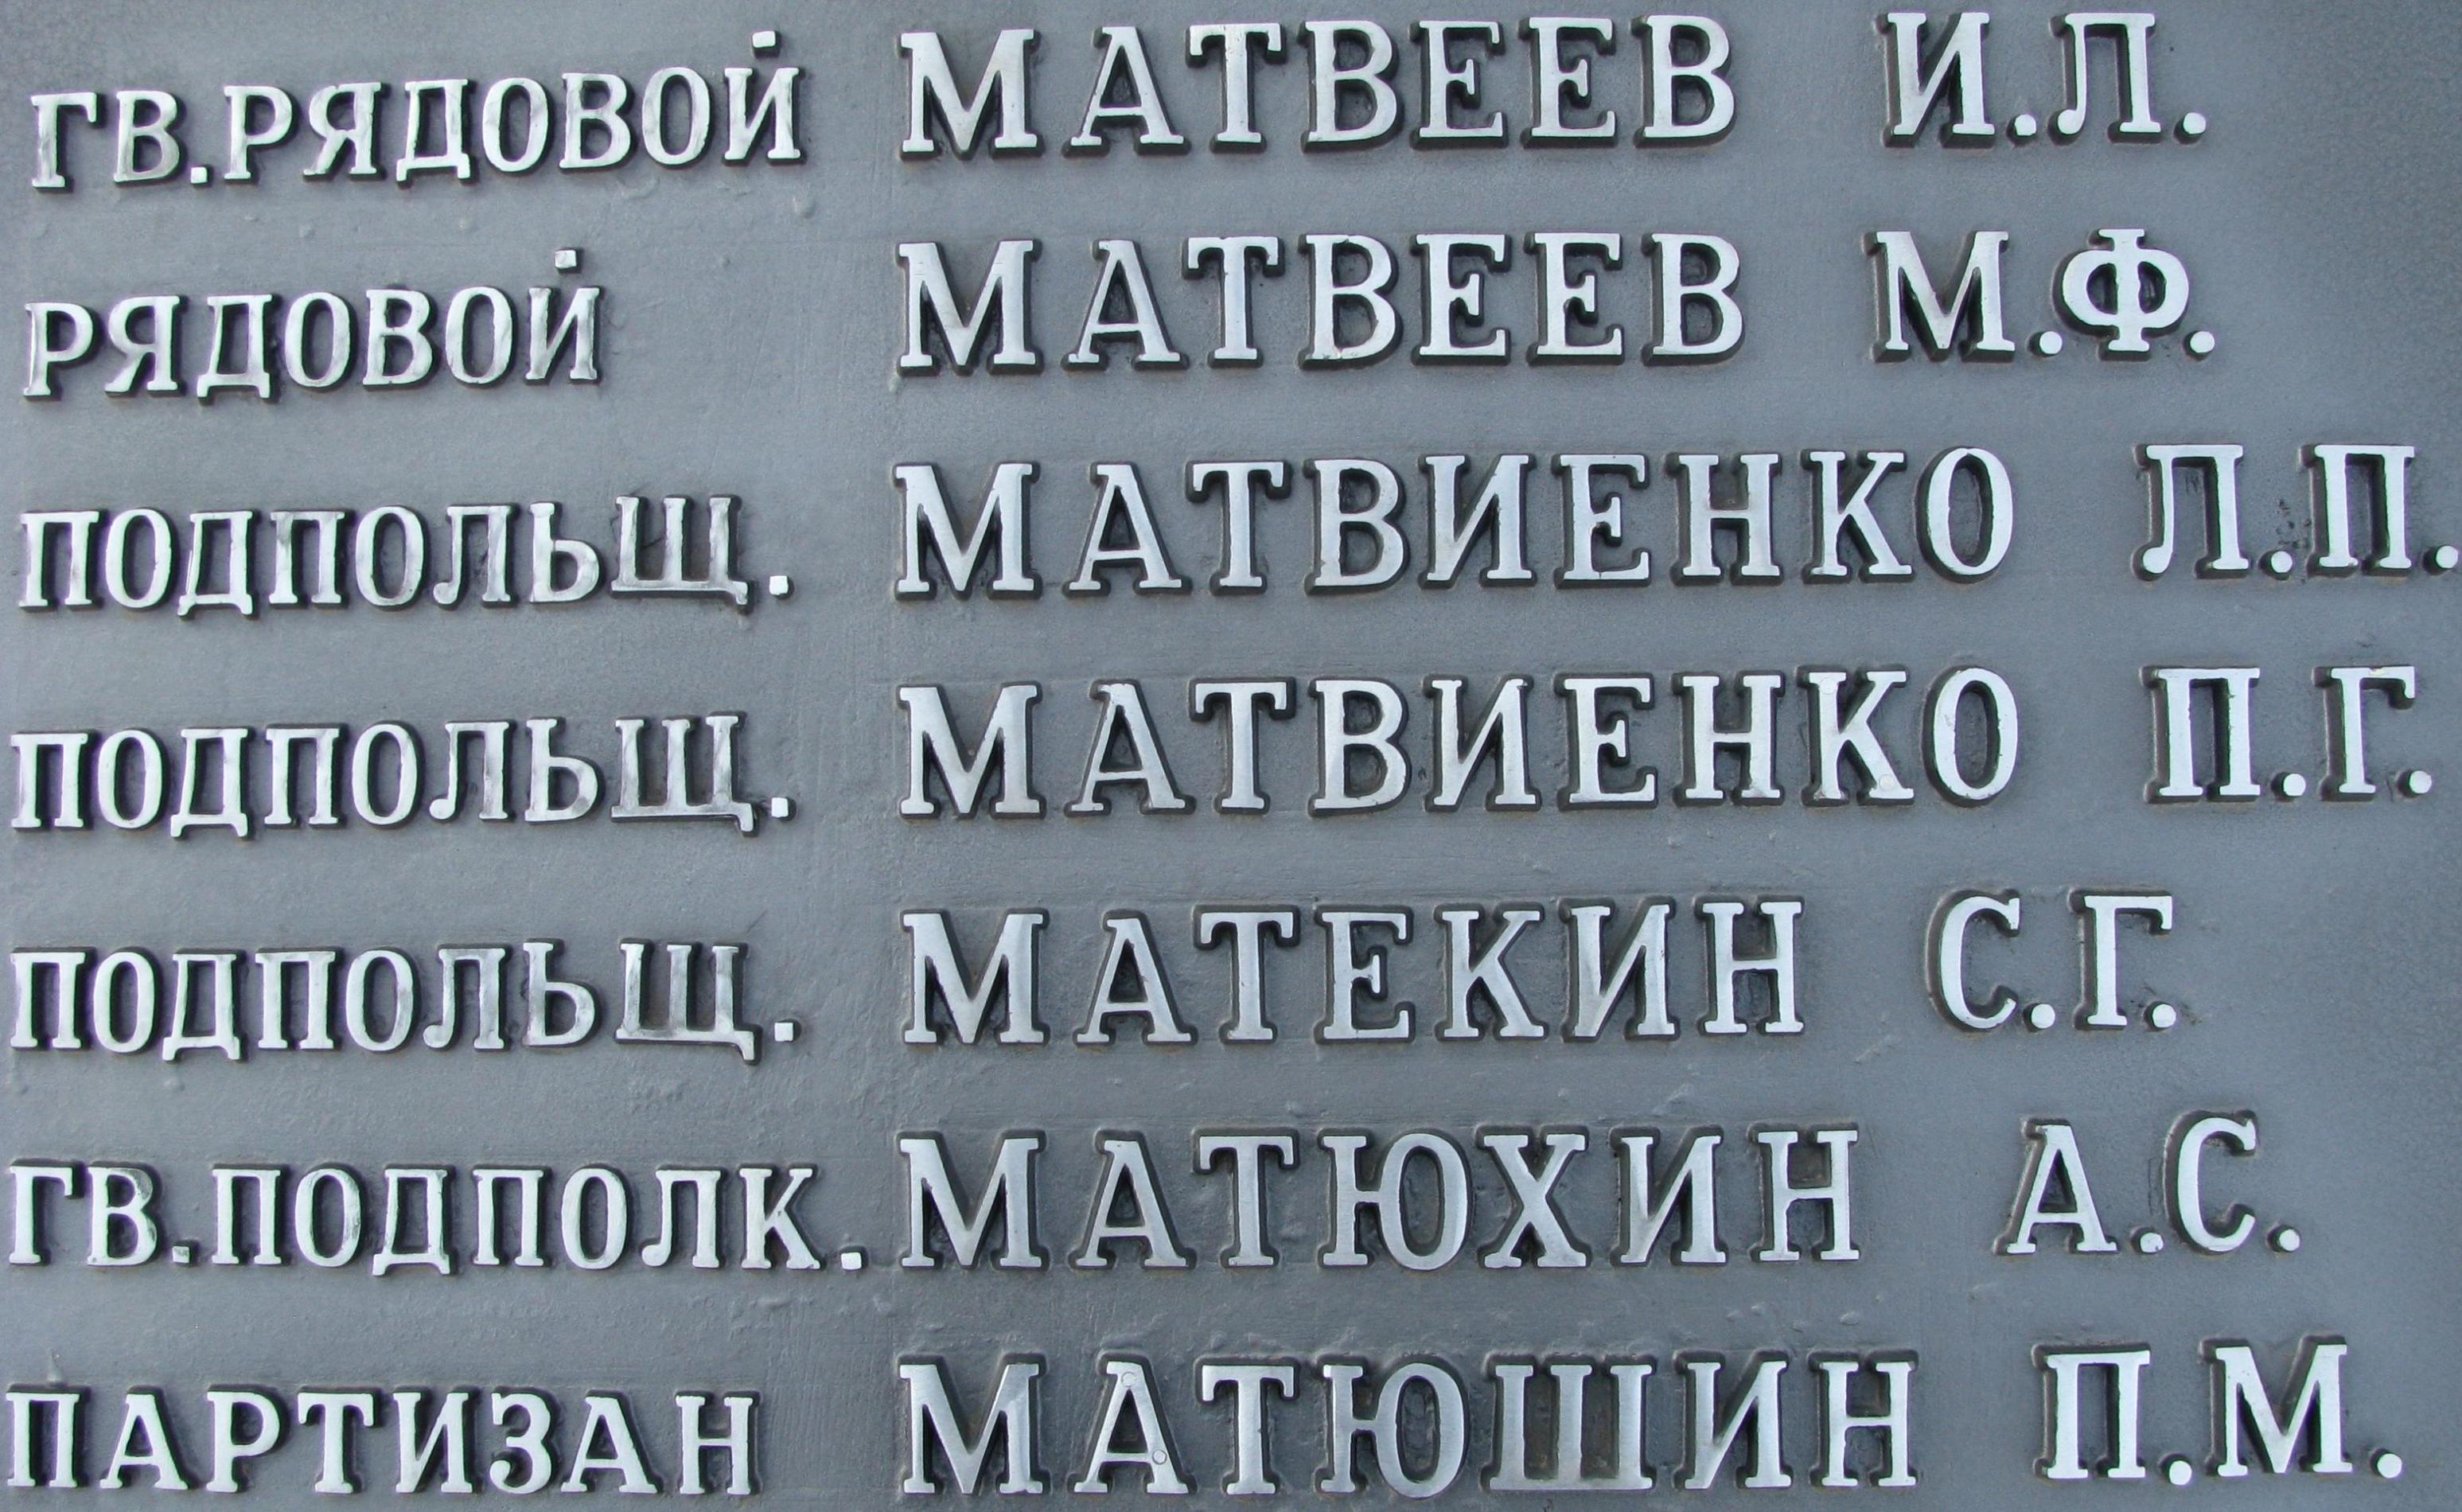 ГВ.РЯДОВОЙ МАТВЕЕВ И.Л.
РЯДОВОЙ МАТВЕЕВ М.Ф.
ПОДПОЛЬЩ. МАТВИЕНКО Л.П.
ПОДПОЛЬЩ. МАТВИЕНКО П.Г.
ПОДПОЛЬЩ. МАТЕКИН С.Г.
ГВ.ПОДПОЛК. МАТЮХИН А.С.
ПАРТИЗАН МАТЮШИН П.М.